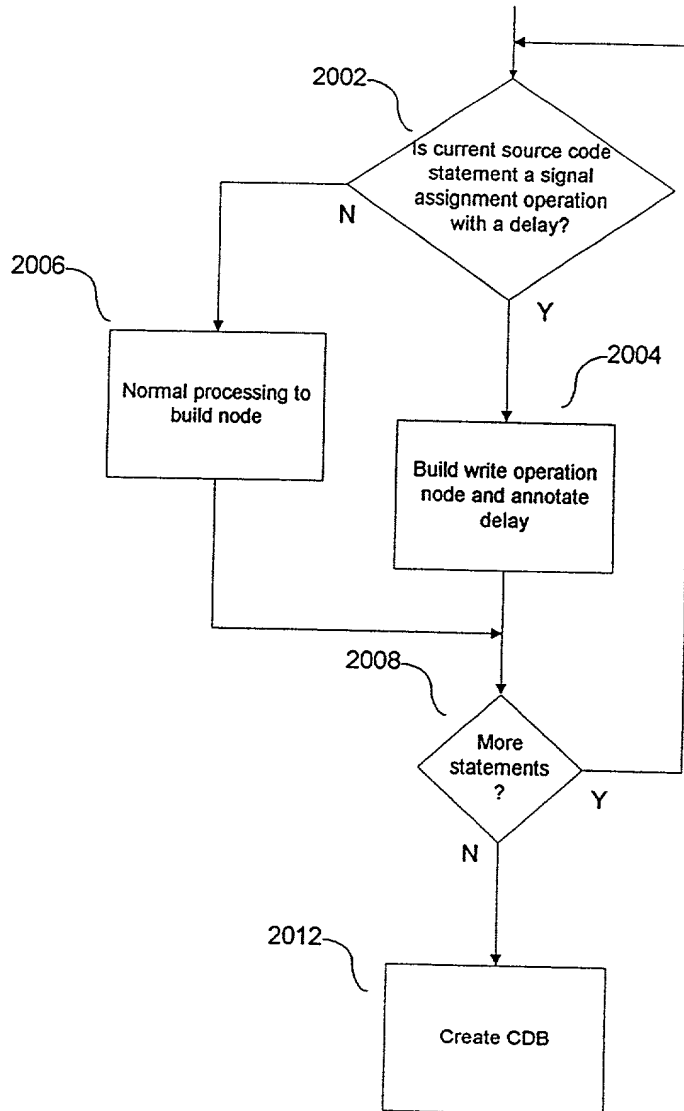 2002
Is current source code
statement a signal
assignment operation
with a delay?
N
Y
2006
Normal processing to
build node
2004
Build write operation
node and annotate
delay
2008
More
statements
?
Y
N
2012
Create CDB